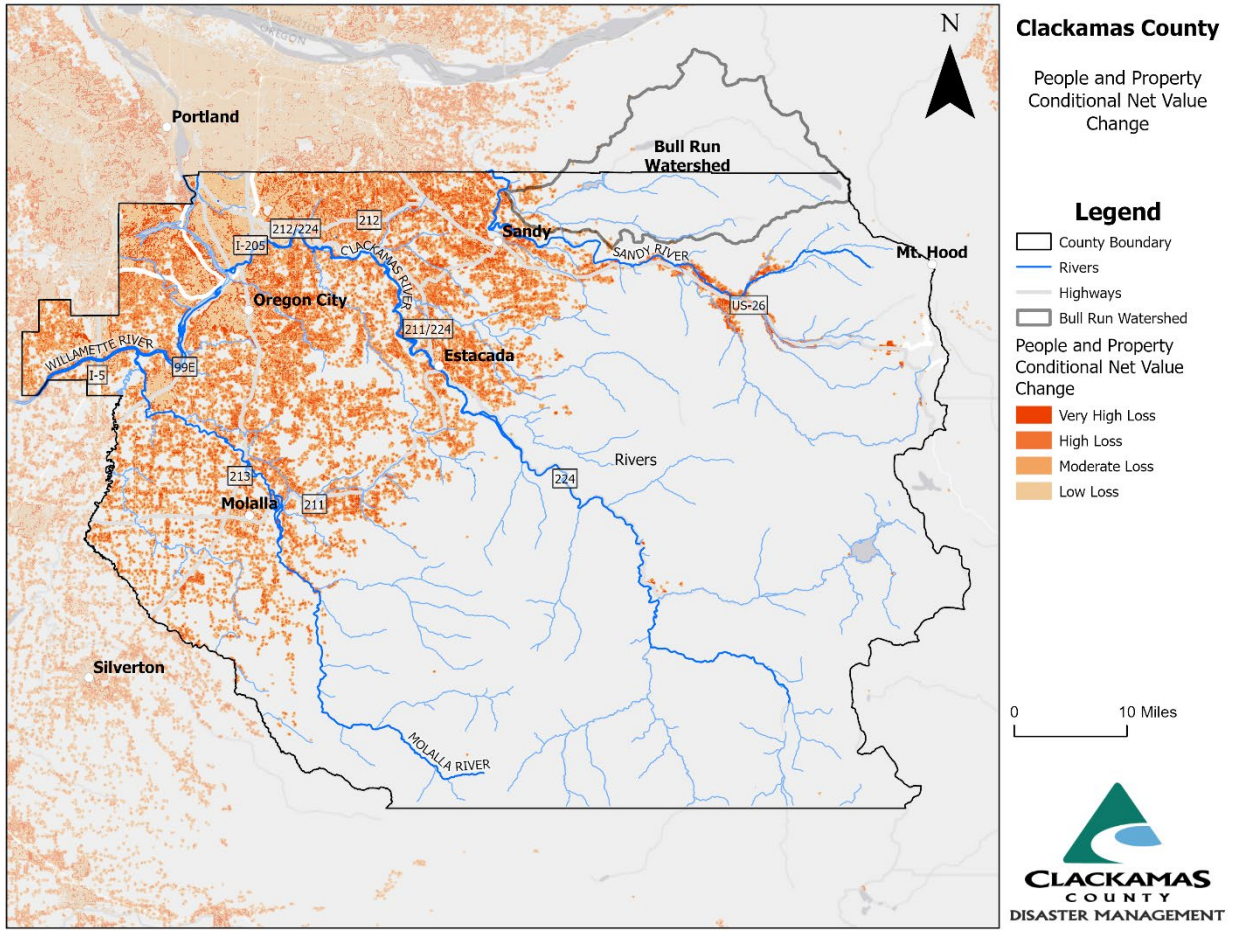 OREGON
N
Portland
Bull Run
Watershed
212
212/224
I-205
Sandy
CLACKAMAS RIVER
SANDY RIVER
Mt. Hood
Oregon City
US-26
211/224
WILLAMETTE RIVER
Estacada
99E
I-5
Rivers
213
224
Molalla
211
Silverton
MOLALLA RIVER
Clackamas County
People and Property
Conditional Net Value
Change
Legend
County Boundary
Rivers
Highways
Bull Run Watershed
People and Property
Conditional Net Value
Change
Very High Loss
High Loss
Moderate Loss
Low Loss
0
10 Miles
CLACKAMAS
COUNTY
DISASTER MANAGEMENT